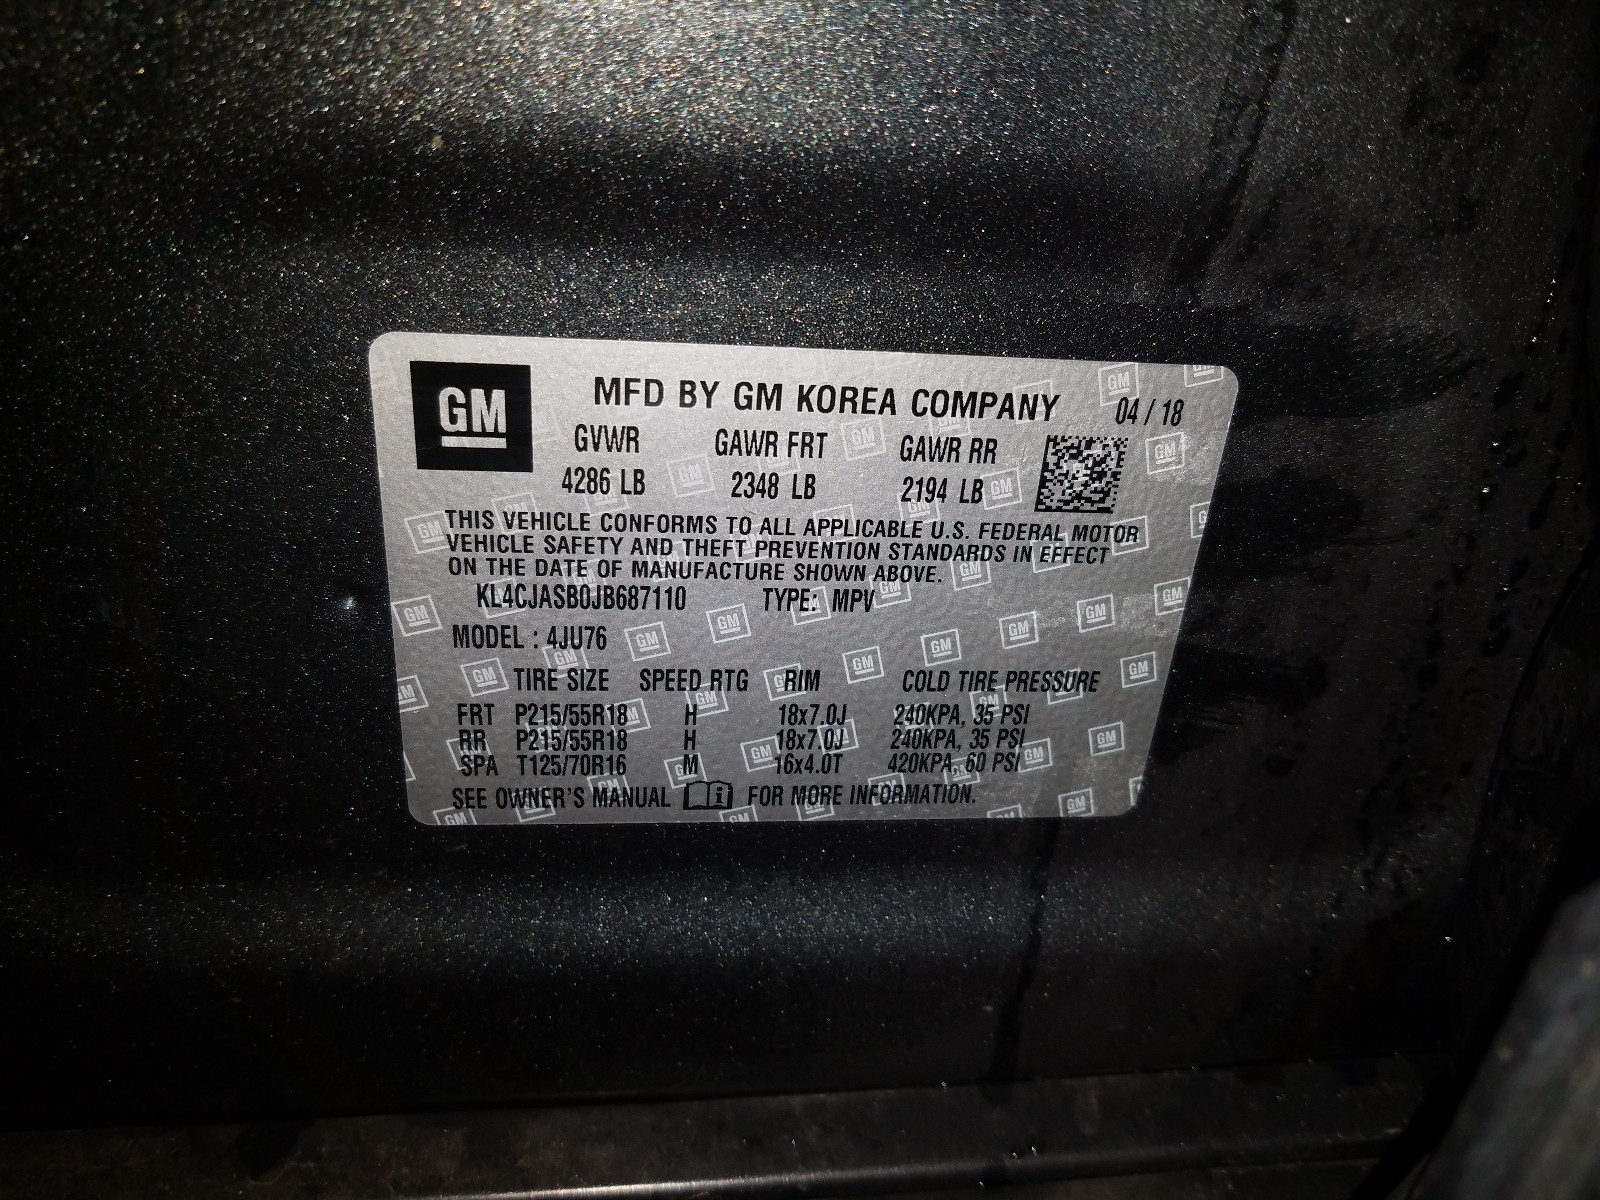 GM
MFD BY GM KOREA COMPANY 04 / 18
GVWR GAWR FRT GAWR RR
4286 LB 2348 LB 2194 LB
THIS VEHICLE CONFORMS TO ALL APPLICABLE U.S. FEDERAL MOTOR
VEHICLE SAFETY AND THEFT PREVENTION STANDARDS IN EFFECT
ON THE DATE OF MANUFACTURE SHOWN ABOVE.
KL4CJASB0JB687110 TYPE: MPV
MODEL : 4JU76
TIRE SIZE SPEED RTG RIM COLD TIRE PRESSURE
FRT P215/55R18 H 18x7.0J 240KPA, 35 PSI
RR P215/55R18 H 18x7.0J 240KPA, 35 PSI
SPA T125/70R16 M 16x4.0T 420KPA, 60 PSI
SEE OWNER'S MANUAL i FOR MORE INFORMATION.